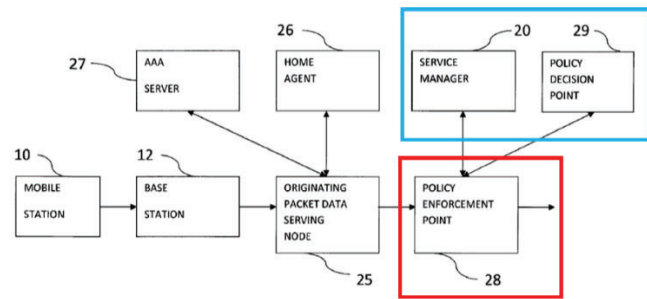 26
20
29
27
AAA
SERVER
HOME
AGENT
SERVICE
MANAGER
POLICY
DECISION
POINT
10
12
MOBILE
STATION
BASE
STATION
ORIGINATING
PACKET DATA
SERVING
NODE
POLICY
ENFORCEMENT
POINT
25
28